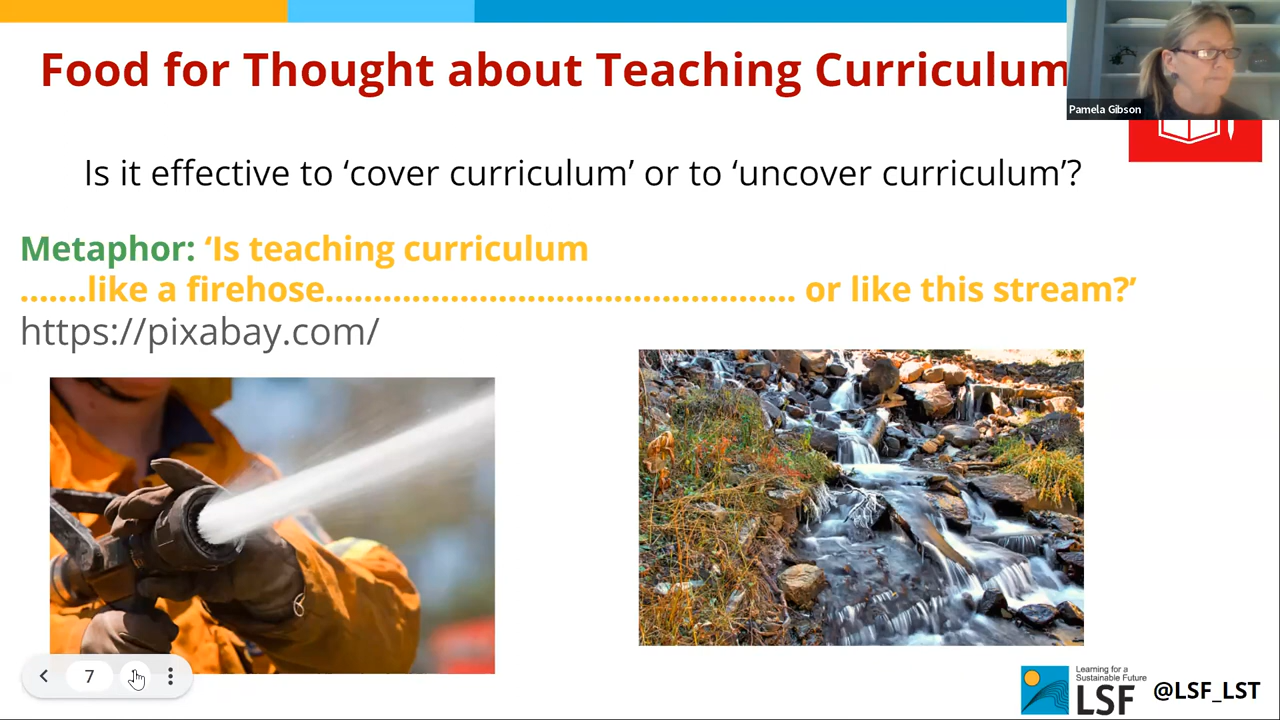 Food for Thought about Teaching Curriculum
Pamela Gibson
Is it effective to ‘cover curriculum’ or to ‘uncover curriculum’?
Metaphor: ‘Is teaching curriculum
.......like a firehose................................................ or like this stream?’
https://pixabay.com/
7
Learning for a
Sustainable Future
LSF
@LSF_LST